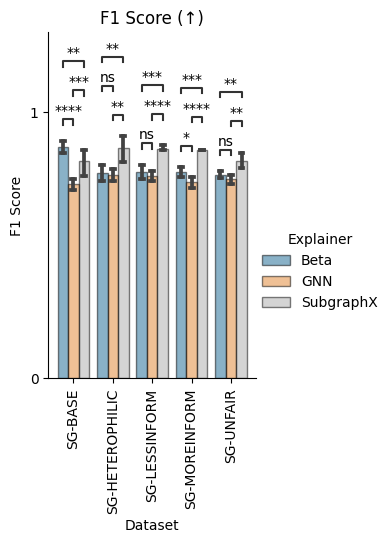 F1 Score (↑)
** ** *** *** **
*** ns **** **** **
**** ** ns * ns
1
0
F1 Score
Explainer
Beta
GNN
SubgraphX
SG-BASE
SG-HETEROPHILIC
SG-LESSINFORM
SG-MOREINFORM
SG-UNFAIR
Dataset